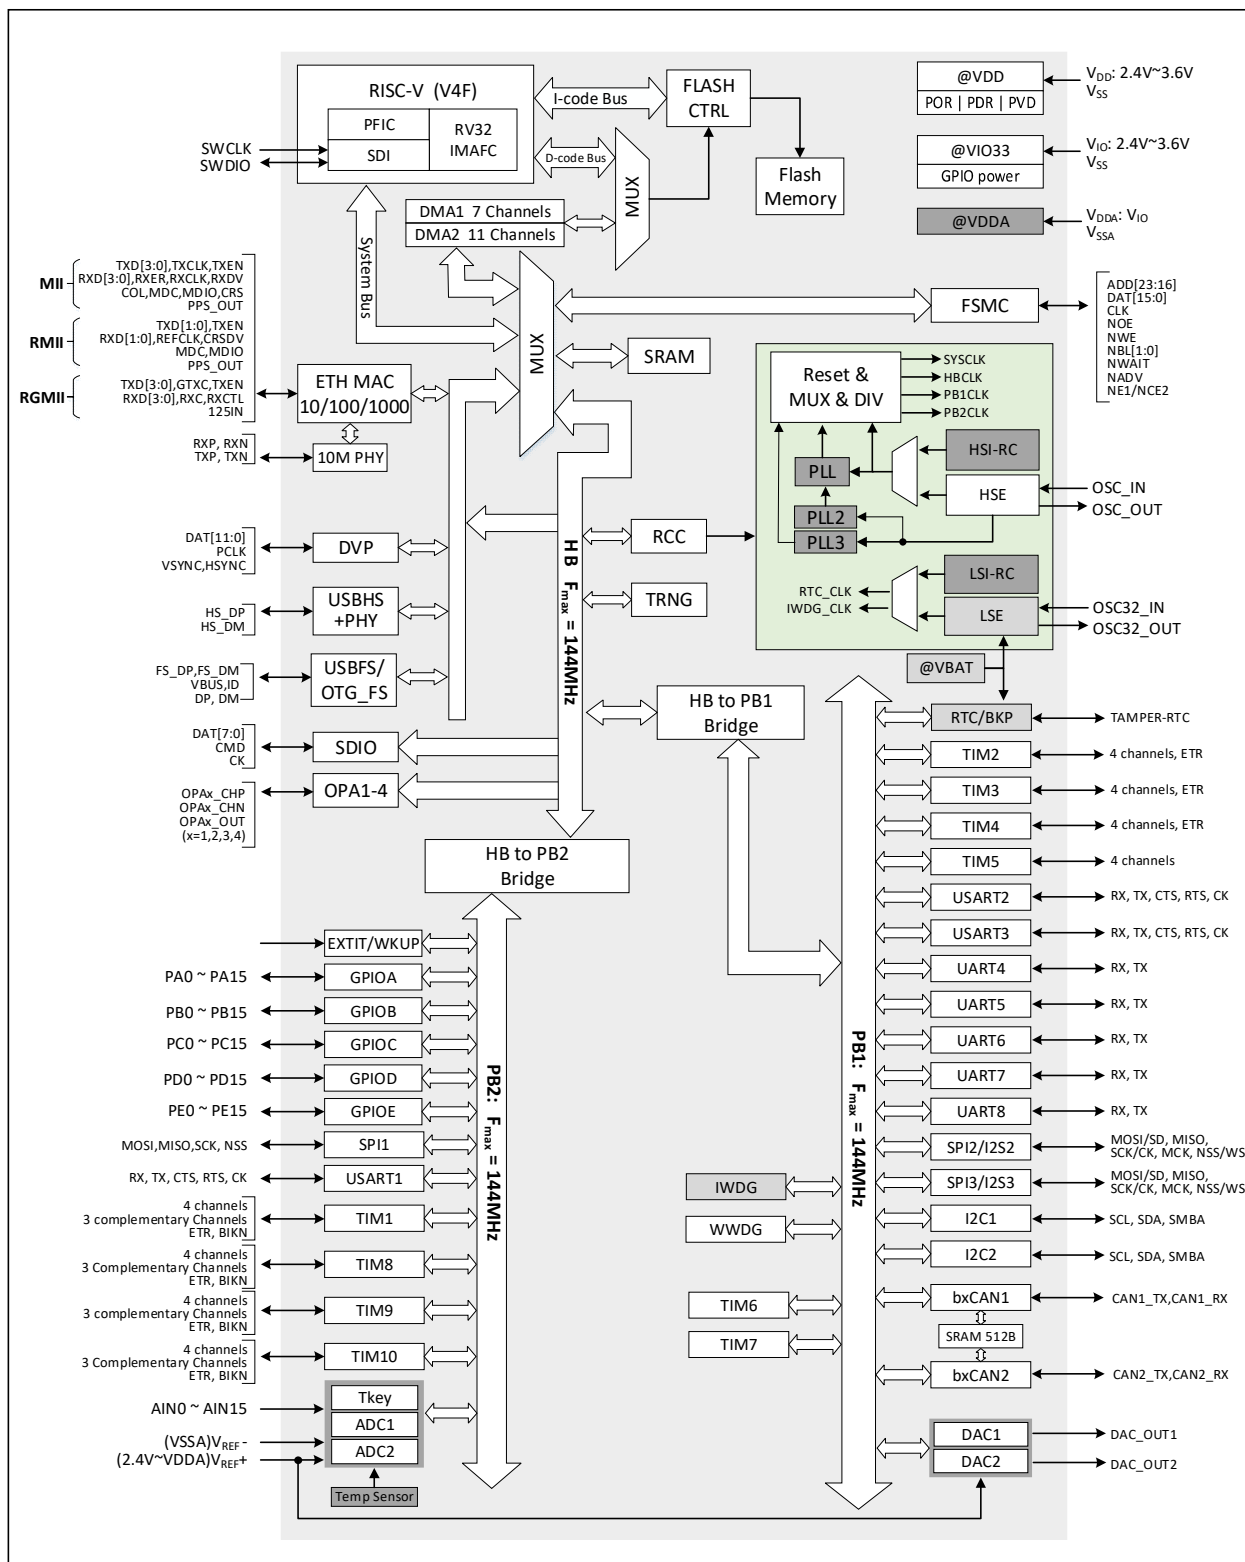 RISC-V (V4F)
PFIC
SDI
RV32
IMAFC
SWCLK
SWDIO
I-code Bus
D-code Bus
FLASH
CTRL
MUX
Flash
Memory
@VDD
POR | PDR | PVD
VDD: 2.4V~3.6V
VSS
@VIO33
GPIO power
VIO: 2.4V~3.6V
VSS
@VDDA
VDDA: VIO
VSSA
DMA1 7 Channels
DMA2 11 Channels
System Bus
MUX
MII
TXD[3:0],TXCLK,TXEN
RXD[3:0],RXER,RXCLK,RXDV
COL,MDC,MDIO,CRS
PPS_OUT
RMII
TXD[1:0],TXEN
RXD[1:0],REFCLK,CRSDV
MDC,MDIO
PPS_OUT
RGMII
TXD[3:0],GTXC,TXEN
RXD[3:0],RXC,RXCTL
125IN
ETH MAC
10/100/1000
RXP, RXN
TXP, TXN
10M PHY
FSMC
ADD[23:16]
DAT[15:0]
CLK
NOE
NWE
NBL[1:0]
NWAIT
NADV
NE1/NCE2
SRAM
Reset &
MUX & DIV
SYSCLK
HBCLK
PB1CLK
PB2CLK
PLL
PLL2
PLL3
HSI-RC
HSE
OSC_IN
OSC_OUT
LSI-RC
LSE
RTC_CLK
IWDG_CLK
OSC32_IN
OSC32_OUT
@VBAT
DAT[11:0]
PCLK
VSYNC,HSYNC
DVP
HS_DP
HS_DM
USBHS
+PHY
FS_DP,FS_DM
VBUS,ID
DP, DM
USBFS/
OTG_FS
DAT[7:0]
CMD
CK
SDIO
OPAx_CHP
OPAx_CHN
OPAx_OUT
(x=1,2,3,4)
OPA1-4
HB Fmax = 144MHz
RCC
TRNG
HB to PB1
Bridge
HB to PB2
Bridge
PB2: Fmax = 144MHz
EXTIT/WKUP
PA0 ~ PA15
GPIOA
PB0 ~ PB15
GPIOB
PC0 ~ PC15
GPIOC
PD0 ~ PD15
GPIOD
PE0 ~ PE15
GPIOE
MOSI,MISO,SCK, NSS
SPI1
RX, TX, CTS, RTS, CK
USART1
4 channels
3 complementary Channels
ETR, BIKN
TIM1
4 channels
3 Complementary Channels
ETR, BIKN
TIM8
4 channels
3 complementary Channels
ETR, BIKN
TIM9
4 channels
3 Complementary Channels
ETR, BIKN
TIM10
AIN0 ~ AIN15
(VSSA)VREF-
(2.4V~VDDA)VREF+
Tkey
ADC1
ADC2
Temp Sensor
PB1: Fmax = 144MHz
IWDG
WWDG
TIM6
TIM7
RTC/BKP
TAMPER-RTC
TIM2
4 channels, ETR
TIM3
4 channels, ETR
TIM4
4 channels, ETR
TIM5
4 channels
USART2
RX, TX, CTS, RTS, CK
USART3
RX, TX, CTS, RTS, CK
UART4
RX, TX
UART5
RX, TX
UART6
RX, TX
UART7
RX, TX
UART8
RX, TX
SPI2/I2S2
MOSI/SD, MISO,
SCK/CK, MCK, NSS/WS
SPI3/I2S3
MOSI/SD, MISO,
SCK/CK, MCK, NSS/WS
I2C1
SCL, SDA, SMBA
I2C2
SCL, SDA, SMBA
bxCAN1
CAN1_TX,CAN1_RX
SRAM 512B
bxCAN2
CAN2_TX,CAN2_RX
DAC1
DAC_OUT1
DAC2
DAC_OUT2